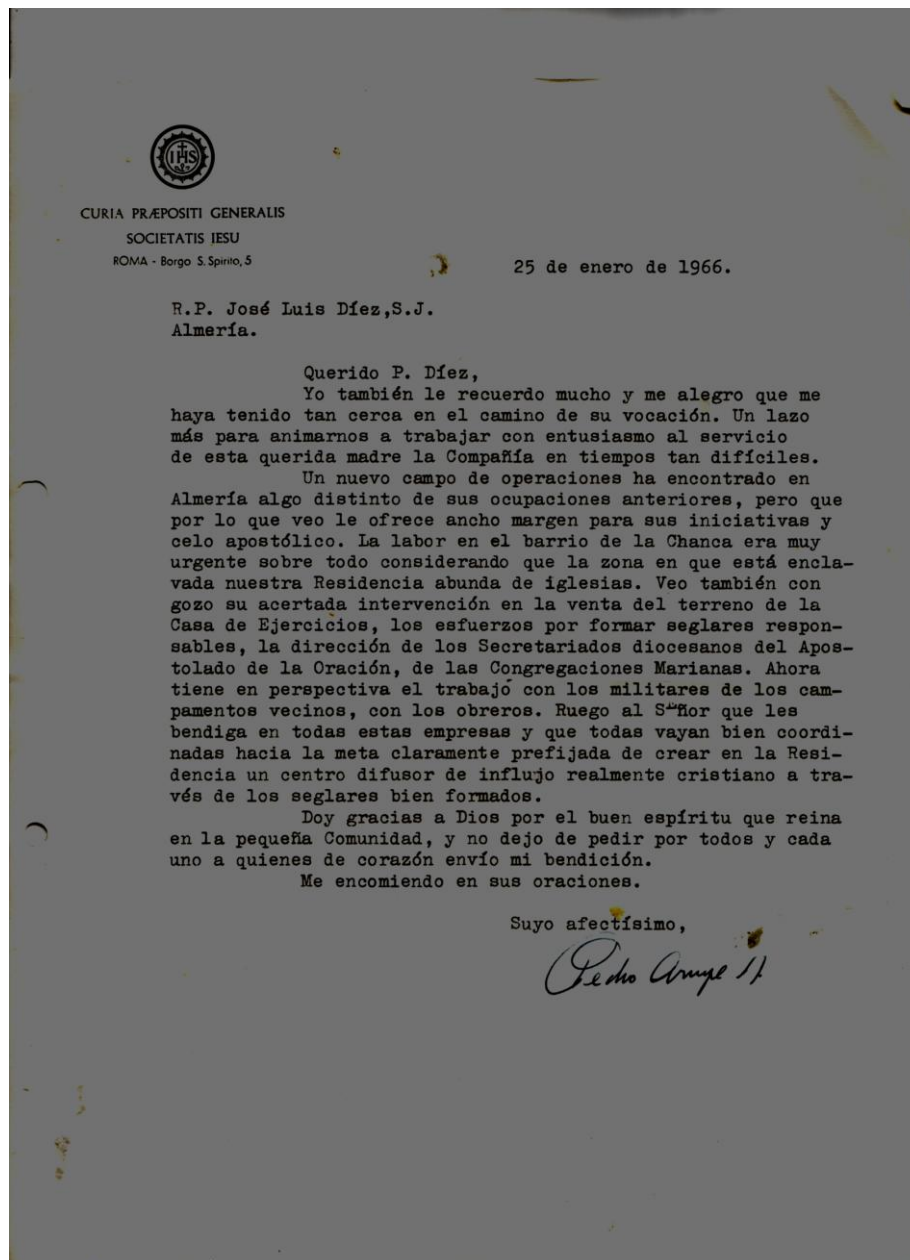 IHS
CURIA PRÆPOSITI GENERALIS
SOCIETATIS IESU
ROMA - Borgo S. Spirito, 5
25 de enero de 1966.
R.P. José Luis Díez,S.J.
Almería.
Querido P. Díez,
Yo también le recuerdo mucho y me alegro que me
haya tenido tan cerca en el camino de su vocación. Un lazo
más para animarnos a trabajar con entusiasmo al servicio
de esta querida madre la Compañía en tiempos tan difíciles.
Un nuevo campo de operaciones ha encontrado en
Almería algo distinto de sus ocupaciones anteriores, pero que
por lo que veo le ofrece ancho margen para sus iniciativas y
celo apostólico. La labor en el barrio de la Chanca era muy
urgente sobre todo considerando que la zona en que está encla-
vada nuestra Residencia abunda de iglesias. Veo también con
gozo su acertada intervención en la venta del terreno de la
Casa de Ejercicios, los esfuerzos por formar seglares respon-
sables, la dirección de los Secretariados diocesanos del Apos-
tolado de la Oración, de las Congregaciones Marianas. Ahora
tiene en perspectiva el trabajó con los militares de los cam-
pamentos vecinos, con los obreros. Ruego al Señor que les
bendiga en todas estas empresas y que todas vayan bien coordi-
nadas hacia la meta claramente prefijada de crear en la Resi-
dencia un centro difusor de influjo realmente cristiano a tra-
vés de los seglares bien formados.
Doy gracias a Dios por el buen espíritu que reina
en la pequeña Comunidad, y no dejo de pedir por todos y cada
uno a quienes de corazón envío mi bendición.
Me encomiendo en sus oraciones.
Suyo afectísimo,
Pedro Arrupe SJ